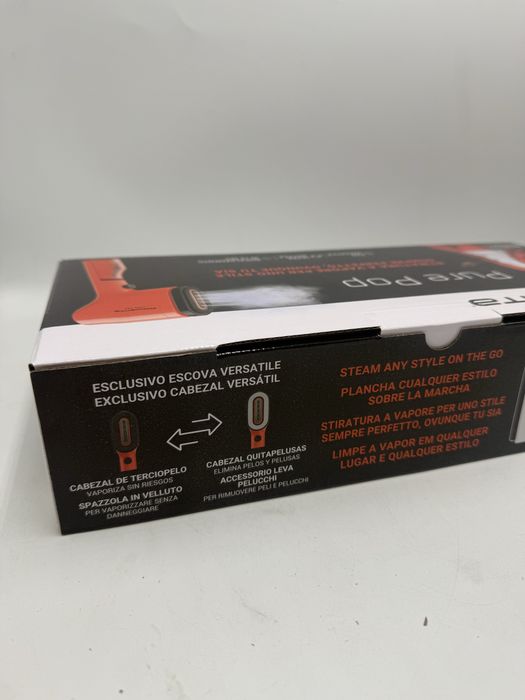 Pure Pop
ESCLUSIVO ESCOVA VERSATILE
EXCLUSIVO CABEZAL VERSÁTIL
CABEZAL DE TERCIOPELO
VAPORIZA SIN RIESGOS
SPAZZOLA IN VELLUTO
PER VAPORIZZARE SENZA
DANNEGGIARE
CABEZAL QUITAPELUSAS
ELIMINA PELOS Y PELUSAS
ACCESSORIO LEVA
PELUCCHI
PER RIMUOVERE PELI E PELUCCHI
STEAM ANY STYLE ON THE GO
PLANCHA CUALQUIER ESTILO
SOBRE LA MARCHA
STIRATURA A VAPORE PER UNO STILE
SEMPRE PERFETTO, OVUNQUE TU SIA
LIMPE A VAPOR EM QUALQUER
LUGAR E QUALQUER ESTILO